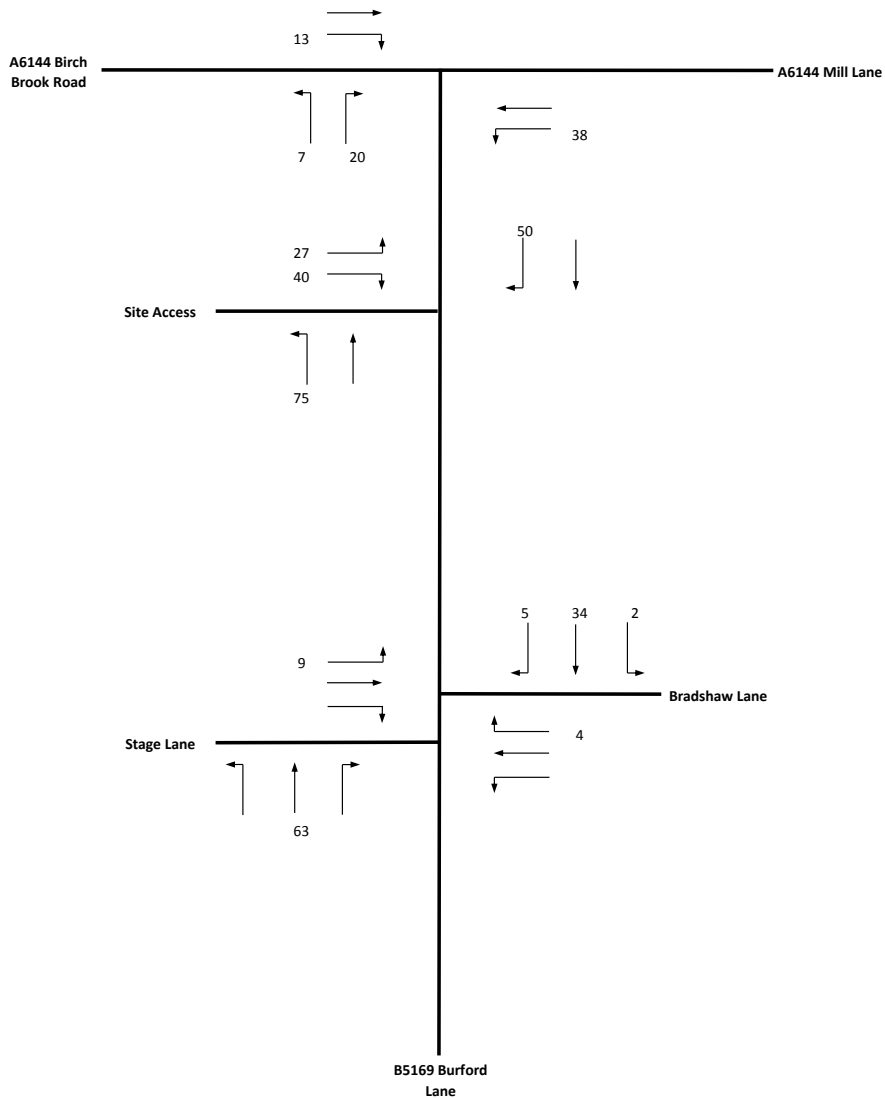 13
A6144 Birch
Brook Road
A6144 Mill Lane
38
7 20
50
27
40
Site Access
75
5 34 2
9
Bradshaw Lane
4
Stage Lane
63
B5169 Burford
Lane